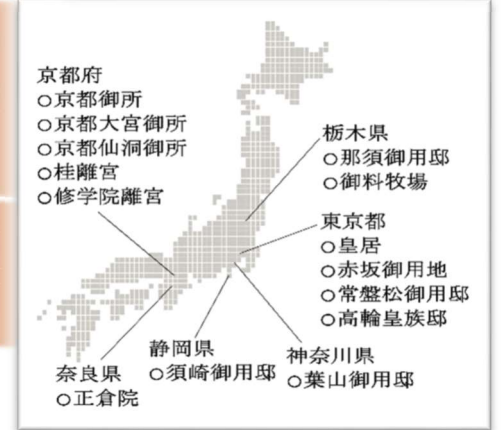 京都府
○京都御所
○京都大宮御所
○京都仙洞御所
○桂離宮
○修学院離宮
栃木県
○那須御用邸
○御料牧場
東京都
○皇居
○赤坂御用地
○常盤松御用邸
○高輪皇族邸
神奈川県
○葉山御用邸
静岡県
○須崎御用邸
奈良県
○正倉院